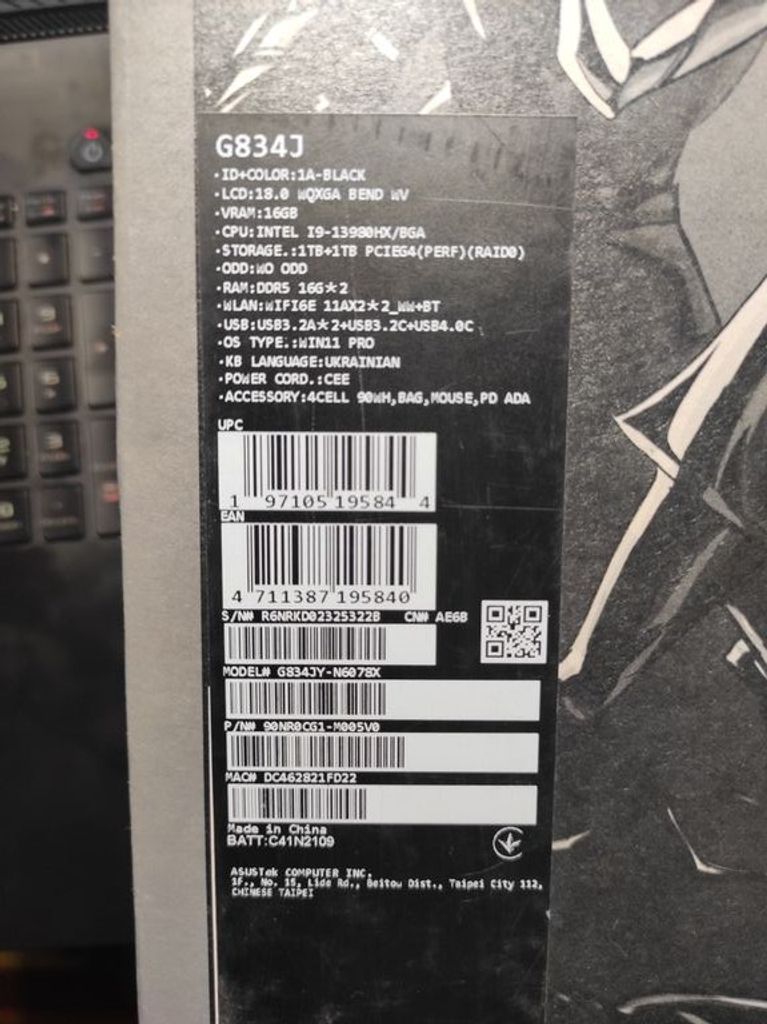 G834J
·ID+COLOR:1A-BLACK
·LCD:18.0 WQXGA BEND WV
·VRAM:16GB
·CPU:INTEL I9-13980HX/BGA
·STORAGE.:1TB+1TB PCIEG4(PERF)(RAID0)
·ODD:WO ODD
·RAM:DDR5 16G*2
·WLAN:WIFI6E 11AX2*2_WW+BT
·USB:USB3.2A*2+USB3.2C+USB4.0C
·OS TYPE.:WIN11 PRO
·KB LANGUAGE:UKRAINIAN
·POWER CORD.:CEE
·ACCESSORY:4CELL 90WH,BAG,MOUSE,PD ADA
UPC
1 97105 19584 4
EAN
4 711387 195840
S/N# R6NRKD02325322B CN# AE6B
MODEL# G834JY-N6078X
P/N# 90NR0CG1-M005V0
MAC# DC462821FD22
Made in China
BATT:C41N2109
ASUSTek COMPUTER INC.
1F., No. 15, Lide Rd., Beitou Dist., Taipei City 112,
CHINESE TAIPEI